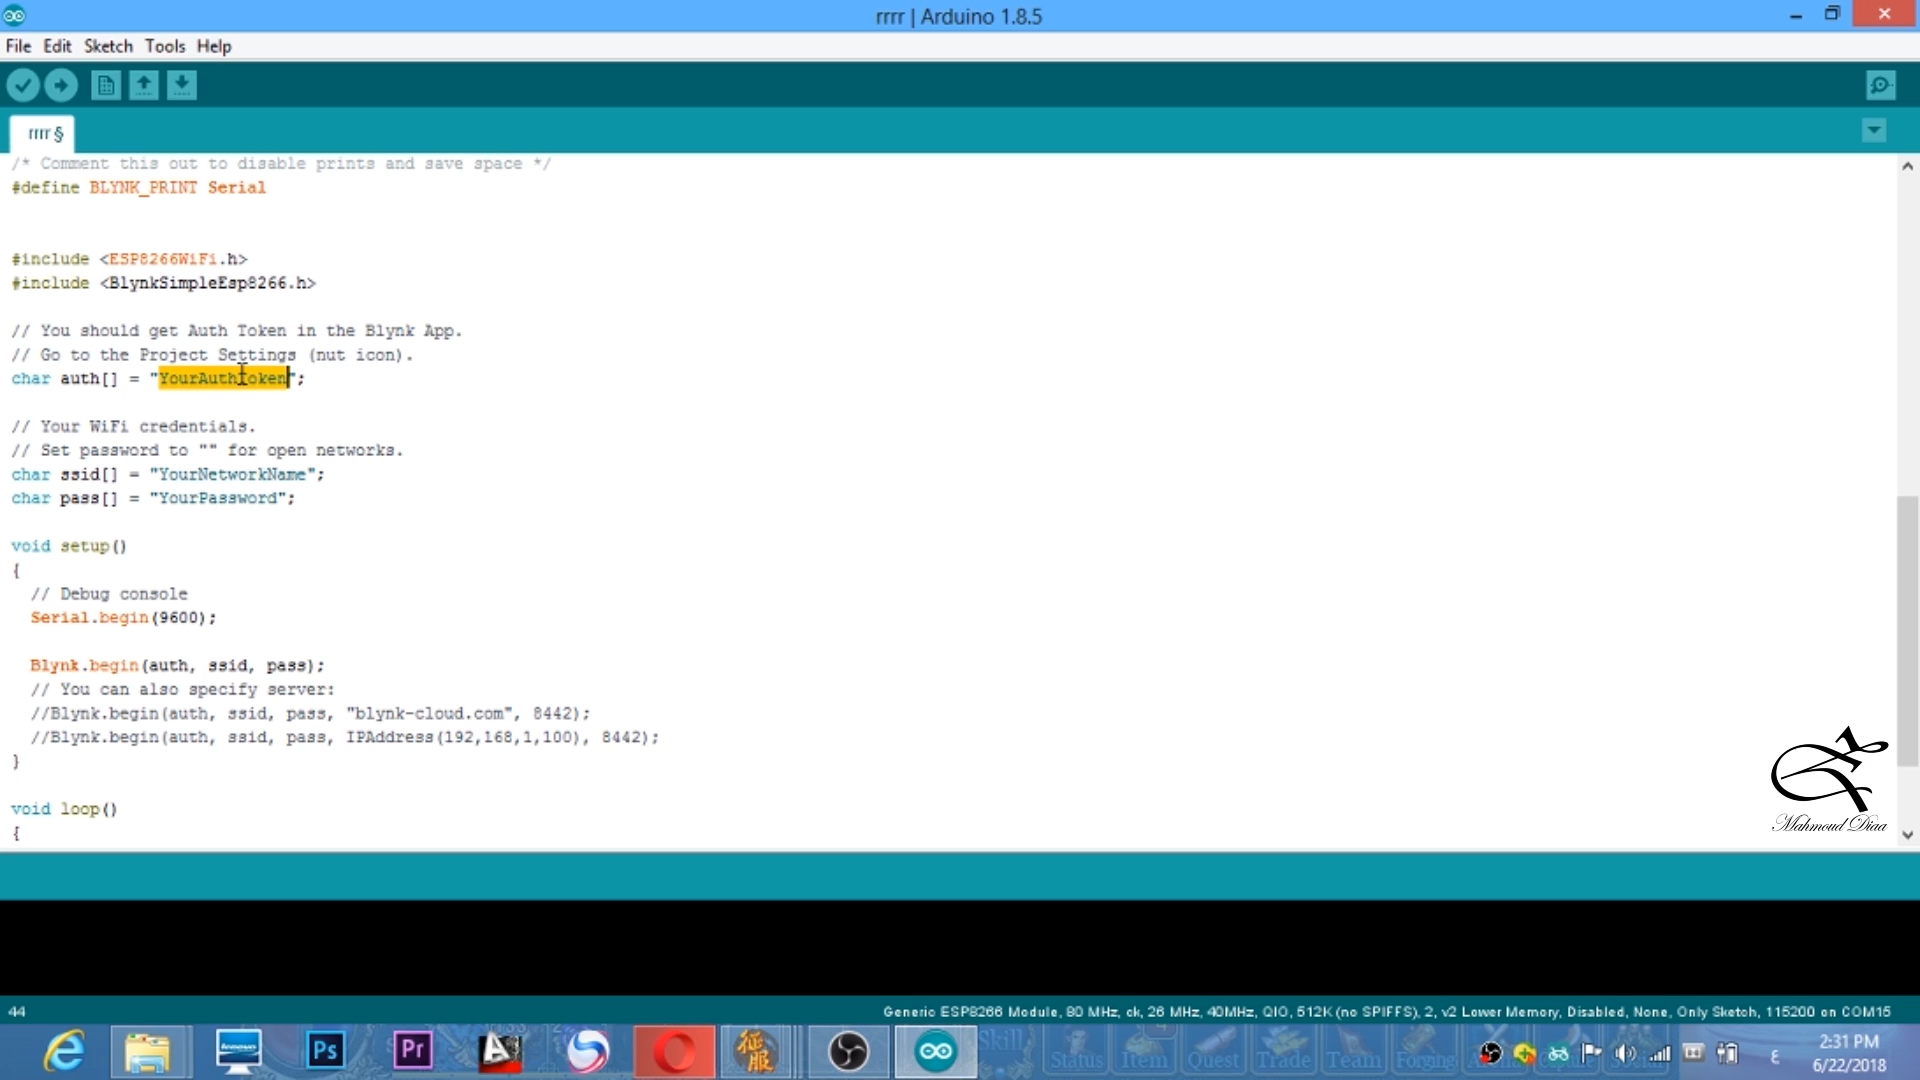 rrrr | Arduino 1.8.5
File Edit Sketch Tools Help
rrrr §
/* Comment this out to disable prints and save space */
#define BLYNK_PRINT Serial
#include <ESP8266WiFi.h>
#include <BlynkSimpleEsp8266.h>
// You should get Auth Token in the Blynk App.
// Go to the Project Settings (nut icon).
char auth[] = "YourAuthToken";
// Your WiFi credentials.
// Set password to "" for open networks.
char ssid[] = "YourNetworkName";
char pass[] = "YourPassword";
void setup()
{
// Debug console
Serial.begin(9600);
Blynk.begin(auth, ssid, pass);
// You can also specify server:
//Blynk.begin(auth, ssid, pass, "blynk-cloud.com", 8442);
//Blynk.begin(auth, ssid, pass, IPAddress(192,168,1,100), 8442);
}
void loop()
{
Mahmoud Diaa
44
Generic ESP8266 Module, 80 MHz, ck, 26 MHz, 40MHz, QIO, 512K (no SPIFFS), 2, v2 Lower Memory, Disabled, None, Only Sketch, 115200 on COM15
lenovo
Ps
Pr
征服
Skill
Status Item Quest Trade Team Forging
ع
2:31 PM
6/22/2018